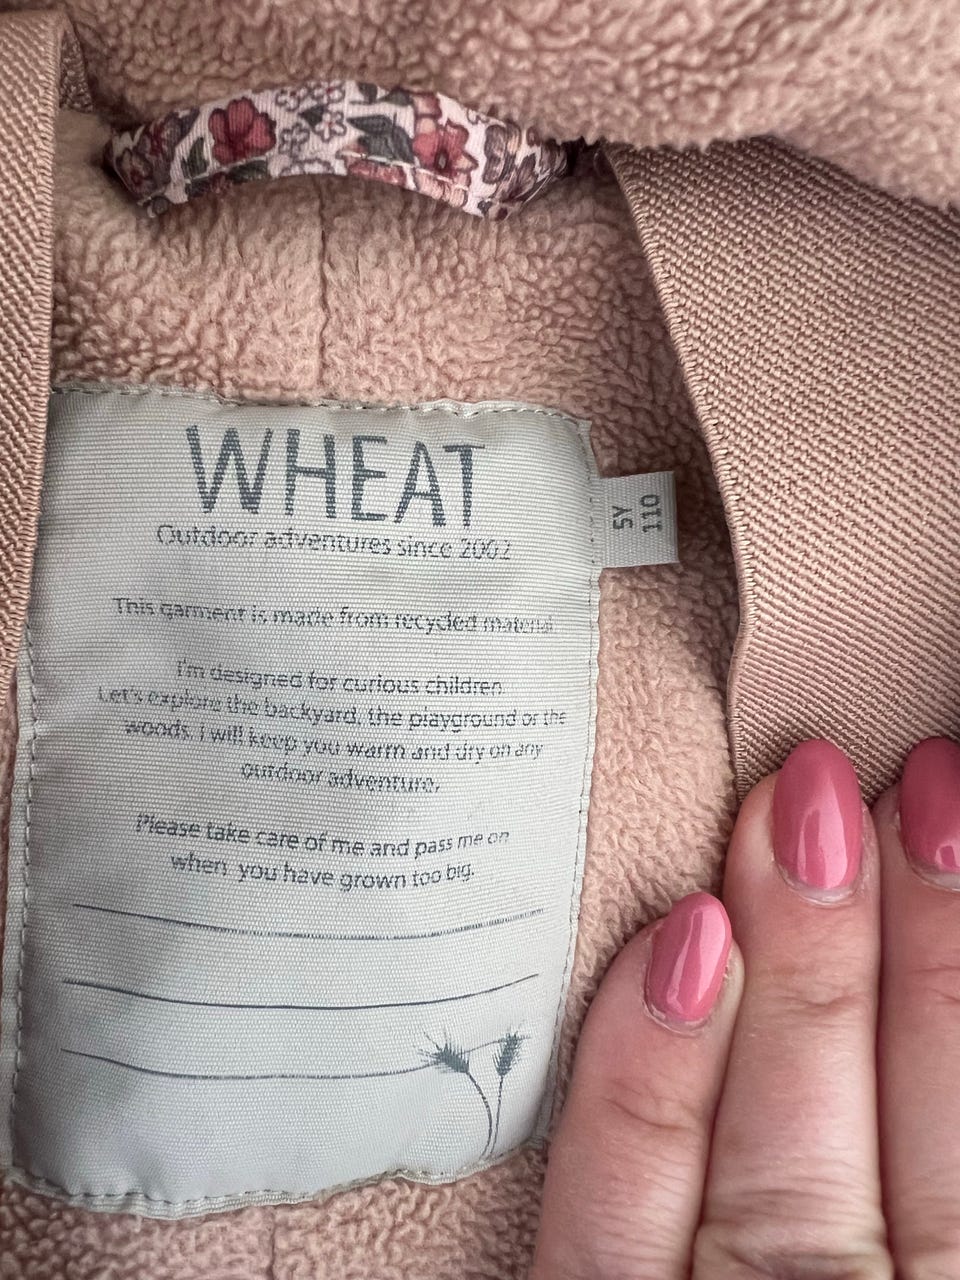 WHEAT
Outdoor adventures since 2002
This garment is made from recycled material
I'm designed for curious children.
Let's explore the backyard, the playground or the
woods. I will keep you warm and dry on any
outdoor adventure.
Please take care of me and pass me on
when you have grown too big.
5Y
110